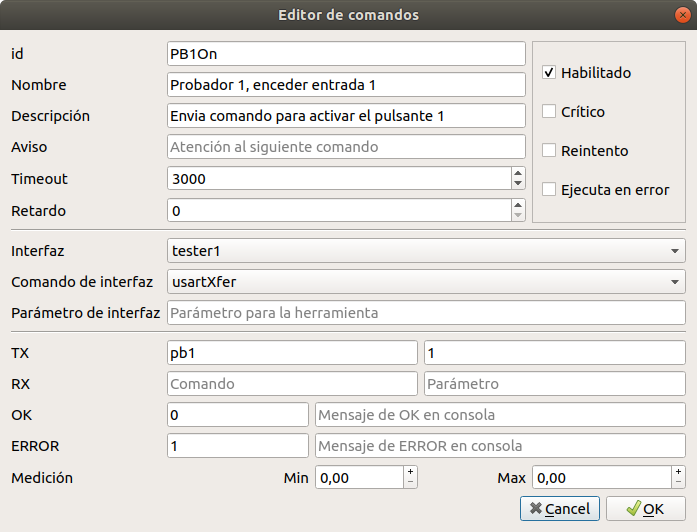 Editor de comandos
id PB1On
Nombre Probador 1, enceder entrada 1
Descripción Envia comando para activar el pulsante 1
Aviso Atención al siguiente comando
Timeout 3000
Retardo 0
Habilitado
Crítico
Reintento
Ejecuta en error
Interfaz tester1
Comando de interfaz usartXfer
Parámetro de interfaz Parámetro para la herramienta
TX pb1 1
RX Comando Parámetro
OK 0 Mensaje de OK en consola
ERROR 1 Mensaje de ERROR en consola
Medición Min 0,00 Max 0,00
Cancel OK